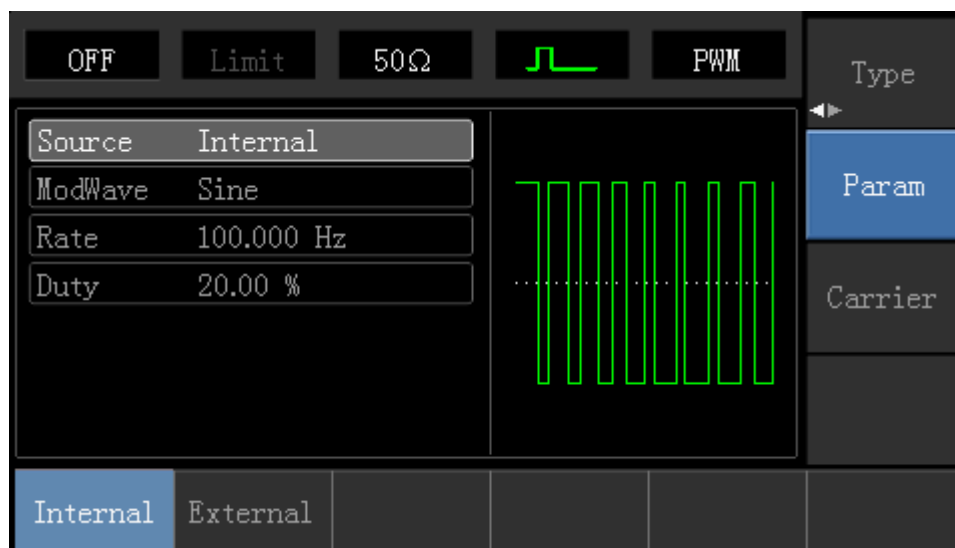 OFF Limit 50Ω PWM
Type
Source Internal
ModWave Sine
Param
Rate 100.000 Hz
Duty 20.00 %
Carrier
Internal External